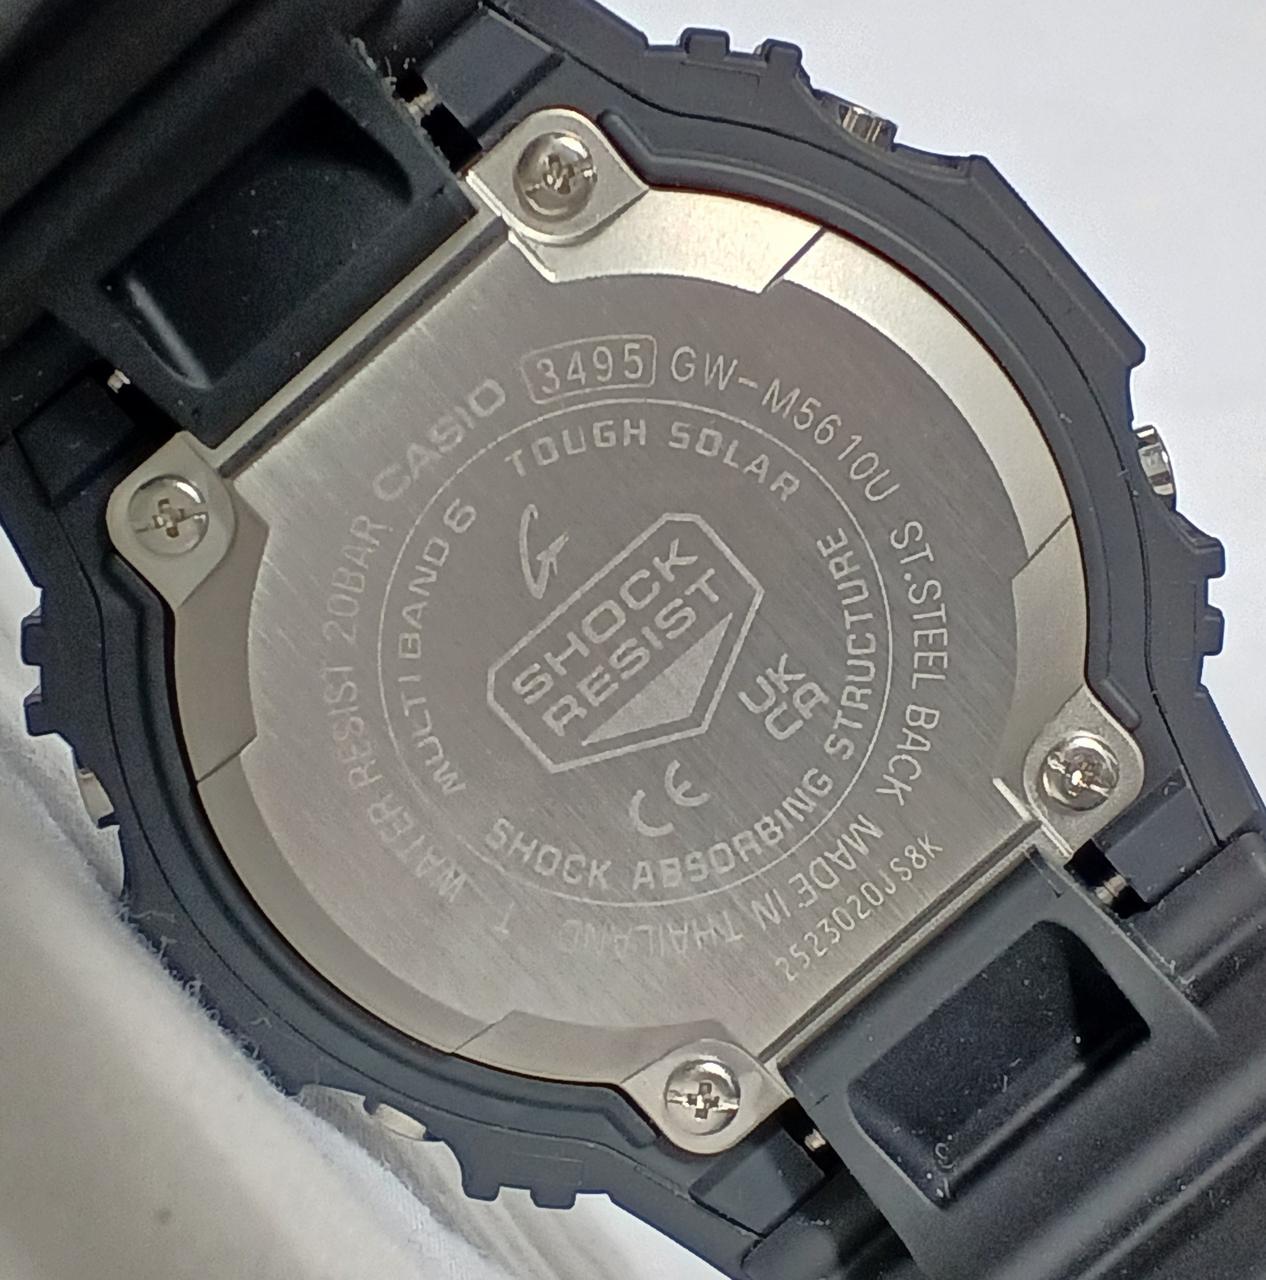 CASIO 3495 GW-M5610U ST.STEEL BACK
MADE IN THAILAND T. WATER RESIST 20BAR
MULTI BAND 6 TOUGH SOLAR
SHOCK ABSORBING STRUCTURE
G
SHOCK
RESIST
UK
CA
CE
2523020JS8K